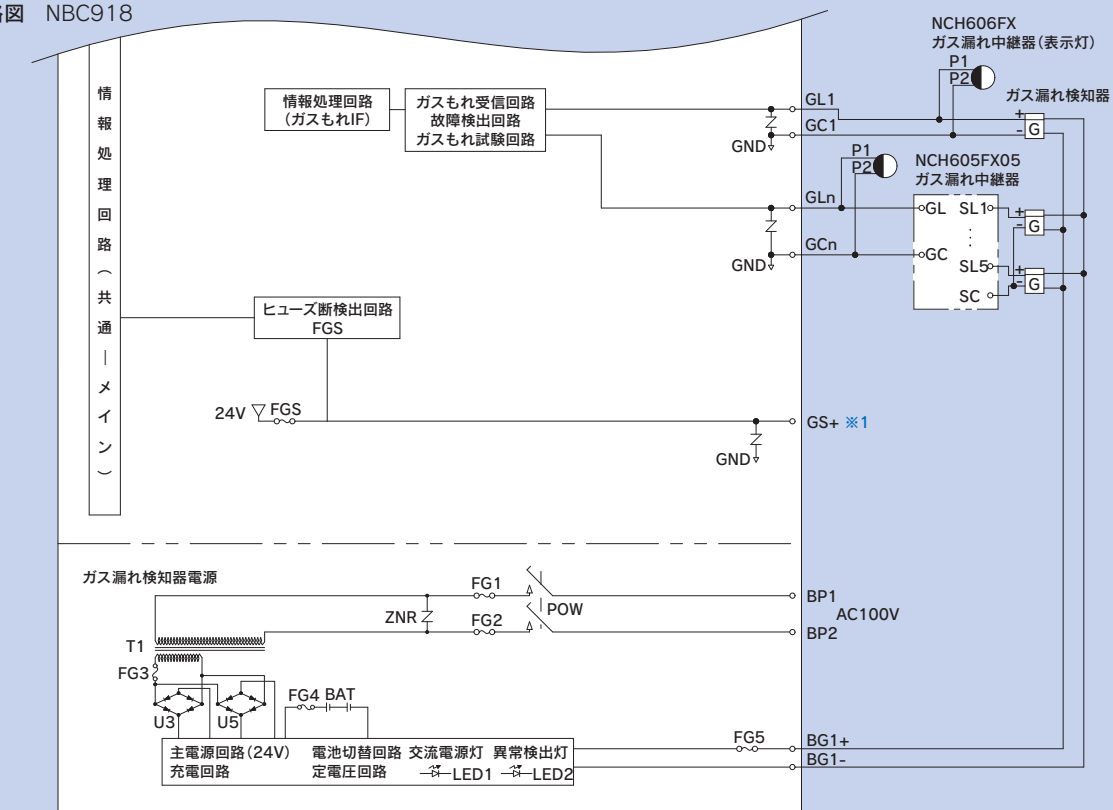 略図 NBC918
NCH606FX
ガス漏れ中継器(表示灯)
P1
P2
ガス漏れ検知器
情報処理回路(共通—メイン)
情報処理回路
(ガスもれIF)
ガスもれ受信回路
故障検出回路
ガスもれ試験回路
GL1
GC1
GND
+
-
G
P1
P2
NCH605FX05
ガス漏れ中継器
GLn
GCn
GND
GL
SL1
⋮
GC
SL5
SC
+
-
G
+
-
G
ヒューズ断検出回路
FGS
24V
FGS
GS+ ※1
GND
ガス漏れ検知器電源
FG1
BP1
ZNR
FG2
POW
AC100V
BP2
T1
FG3
U3
U5
FG4 BAT
主電源回路(24V) 電池切替回路 交流電源灯 異常検出灯
充電回路 定電圧回路 LED1 LED2
FG5
BG1+
BG1-